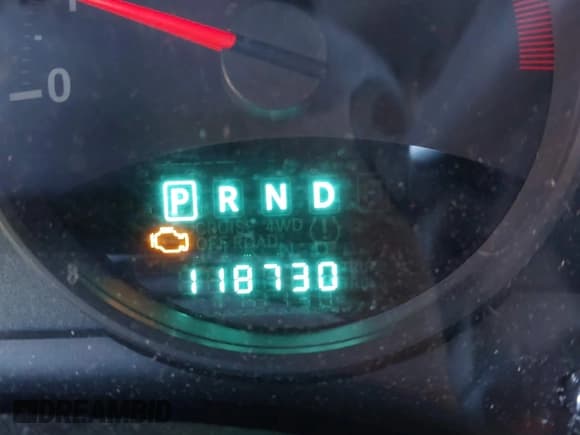 0
P R N D
CRUISE 4WD
OFF ROAD
118730
DREAMBID